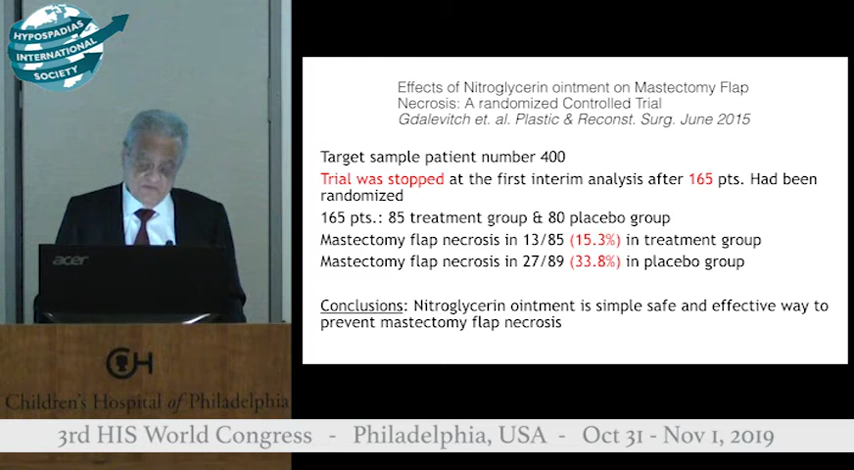 HYPOSPADIAS
INTERNATIONAL
SOCIETY
Effects of Nitroglycerin ointment on Mastectomy Flap
Necrosis: A randomized Controlled Trial
Gdalevitch et. al. Plastic & Reconst. Surg. June 2015
Target sample patient number 400
Trial was stopped at the first interim analysis after 165 pts. Had been
randomized
165 pts.: 85 treatment group & 80 placebo group
Mastectomy flap necrosis in 13/85 (15.3%) in treatment group
Mastectomy flap necrosis in 27/89 (33.8%) in placebo group
Conclusions: Nitroglycerin ointment is simple safe and effective way to
prevent mastectomy flap necrosis
acer
CH
Children's Hospital of Philadelphia
3rd HIS World Congress - Philadelphia, USA - Oct 31 - Nov 1, 2019